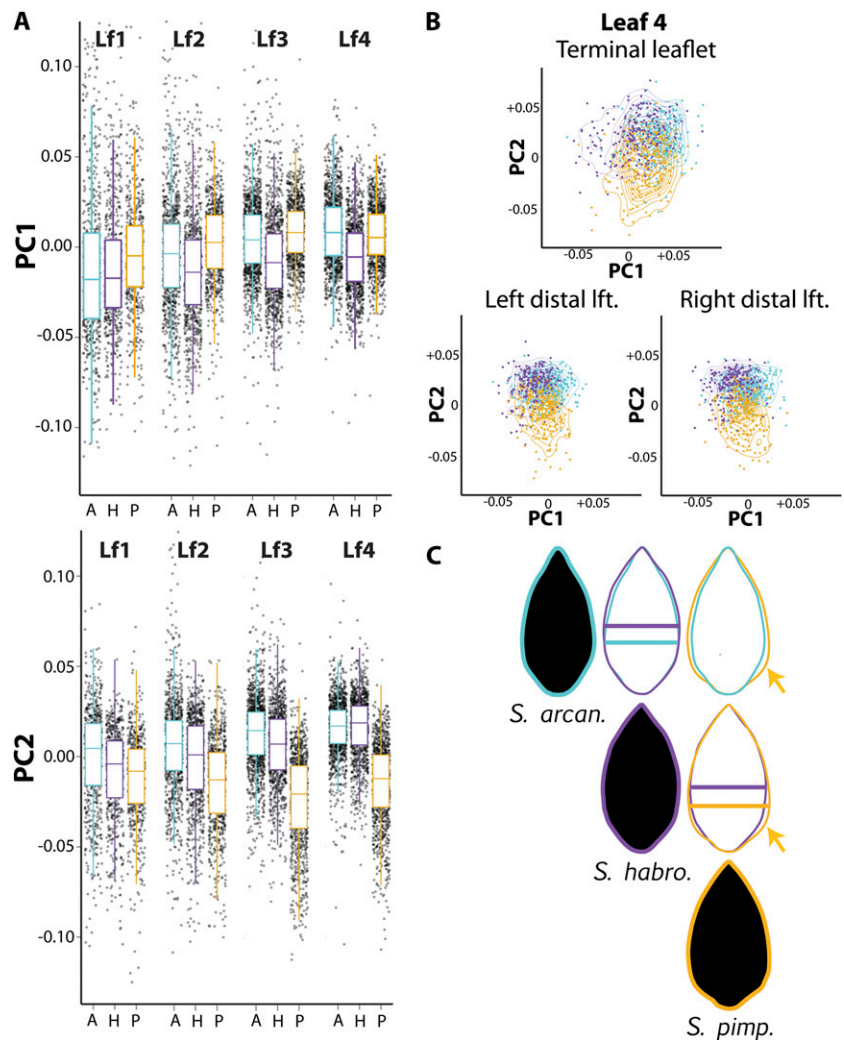 A
Lf1 Lf2 Lf3 Lf4
0.10
0.05
0.00
-0.05
-0.10
PC1
A H P A H P A H P A H P
Lf1 Lf2 Lf3 Lf4
0.10
0.05
0.00
-0.05
-0.10
PC2
A H P A H P A H P A H P
B
Leaf 4
Terminal leaflet
+0.05
0
-0.05
PC2
-0.05 0 +0.05
PC1
Left distal lft. Right distal lft.
+0.05
0
-0.05
PC2
-0.05 0 +0.05
PC1
+0.05
0
-0.05
PC2
-0.05 0 +0.05
PC1
C
S. arcan.
S. habro.
S. pimp.